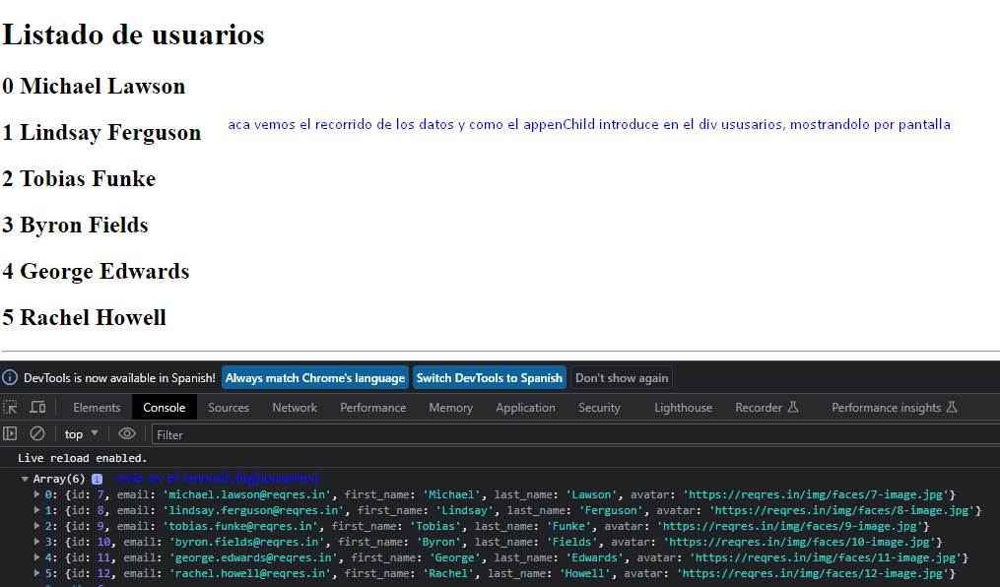 Listado de usuarios
0 Michael Lawson
1 Lindsay Ferguson
aca vemos el recorrido de los datos y como el appenChild introduce en el div ususarios, mostrandolo por pantalla
2 Tobias Funke
3 Byron Fields
4 George Edwards
5 Rachel Howell
DevTools is now available in Spanish! Always match Chrome's language Switch DevTools to Spanish Don't show again
Elements Console Sources Network Performance Memory Application Security Lighthouse Recorder Performance insights
top Filter
Live reload enabled.
Array(6) i este es el console.log(usuarios)
0: {id: 7, email: 'michael.lawson@reqres.in', first_name: 'Michael', last_name: 'Lawson', avatar: 'https://reqres.in/img/faces/7-image.jpg'}
1: {id: 8, email: 'lindsay.ferguson@reqres.in', first_name: 'Lindsay', last_name: 'Ferguson', avatar: 'https://reqres.in/img/faces/8-image.jpg'}
2: {id: 9, email: 'tobias.funke@reqres.in', first_name: 'Tobias', last_name: 'Funke', avatar: 'https://reqres.in/img/faces/9-image.jpg'}
3: {id: 10, email: 'byron.fields@reqres.in', first_name: 'Byron', last_name: 'Fields', avatar: 'https://reqres.in/img/faces/10-image.jpg'}
4: {id: 11, email: 'george.edwards@reqres.in', first_name: 'George', last_name: 'Edwards', avatar: 'https://reqres.in/img/faces/11-image.jpg'}
5: {id: 12, email: 'rachel.howell@reqres.in', first_name: 'Rachel', last_name: 'Howell', avatar: 'https://reqres.in/img/faces/12-image.jpg'}